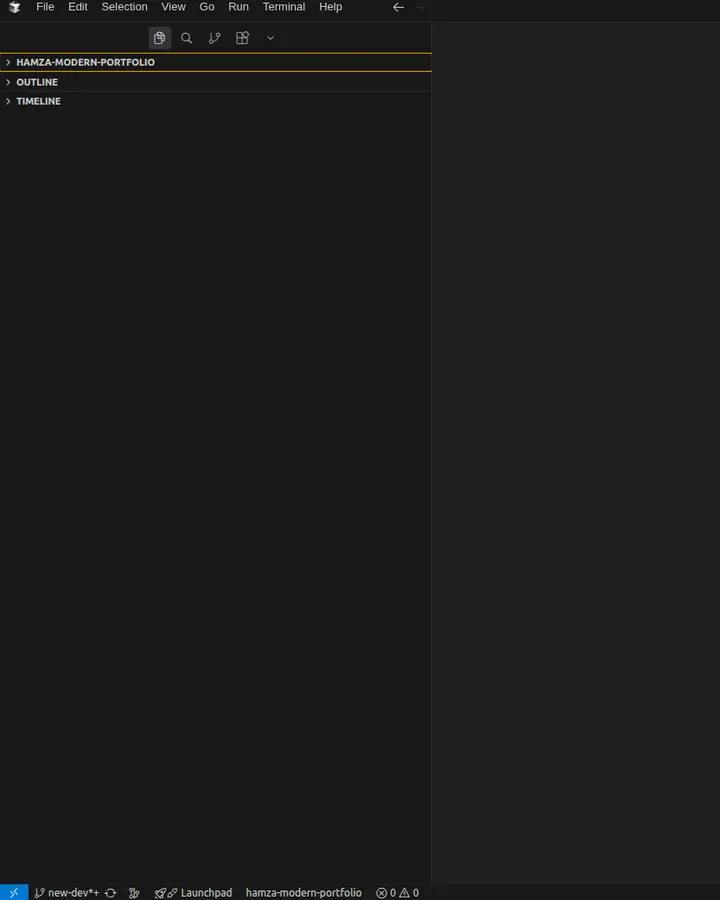 File Edit Selection View Go Run Terminal Help
HAMZA-MODERN-PORTFOLIO
OUTLINE
TIMELINE
new-dev*+ Launchpad hamza-modern-portfolio 0 0